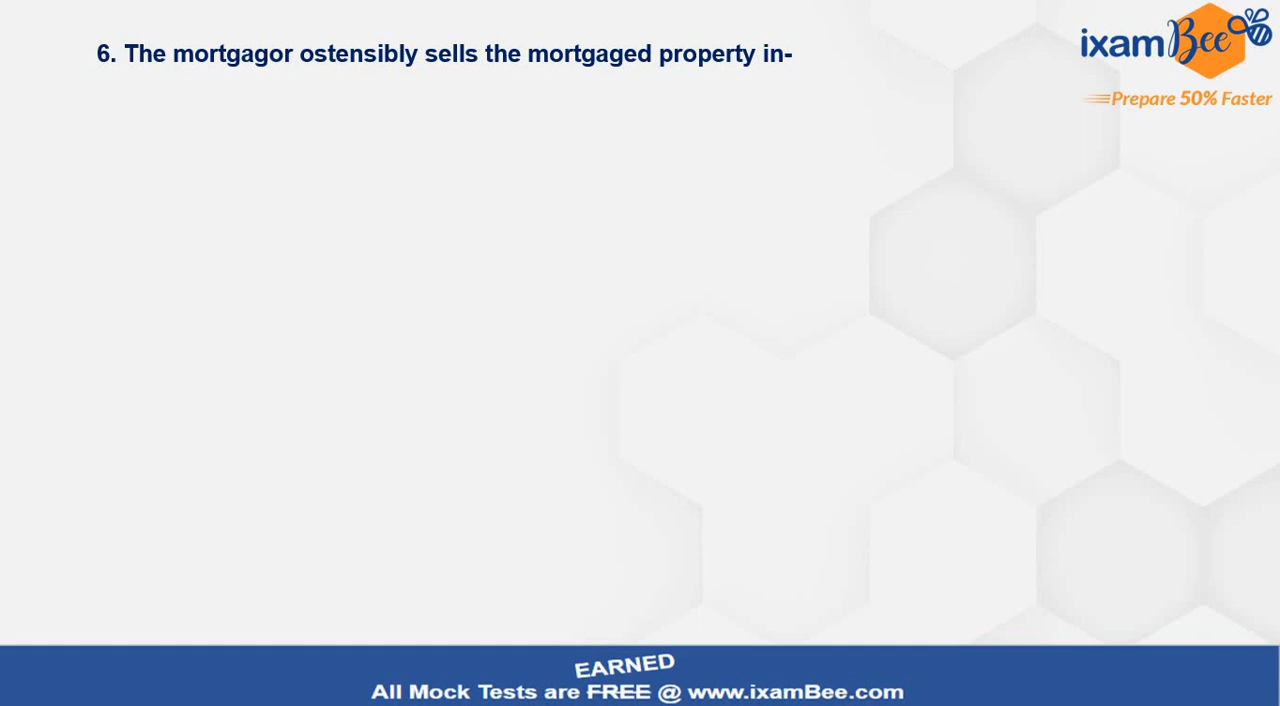 6. The mortgagor ostensibly sells the mortgaged property in-
ixamBee
Prepare 50% Faster
EARNED
All Mock Tests are FREE @ www.ixamBee.com